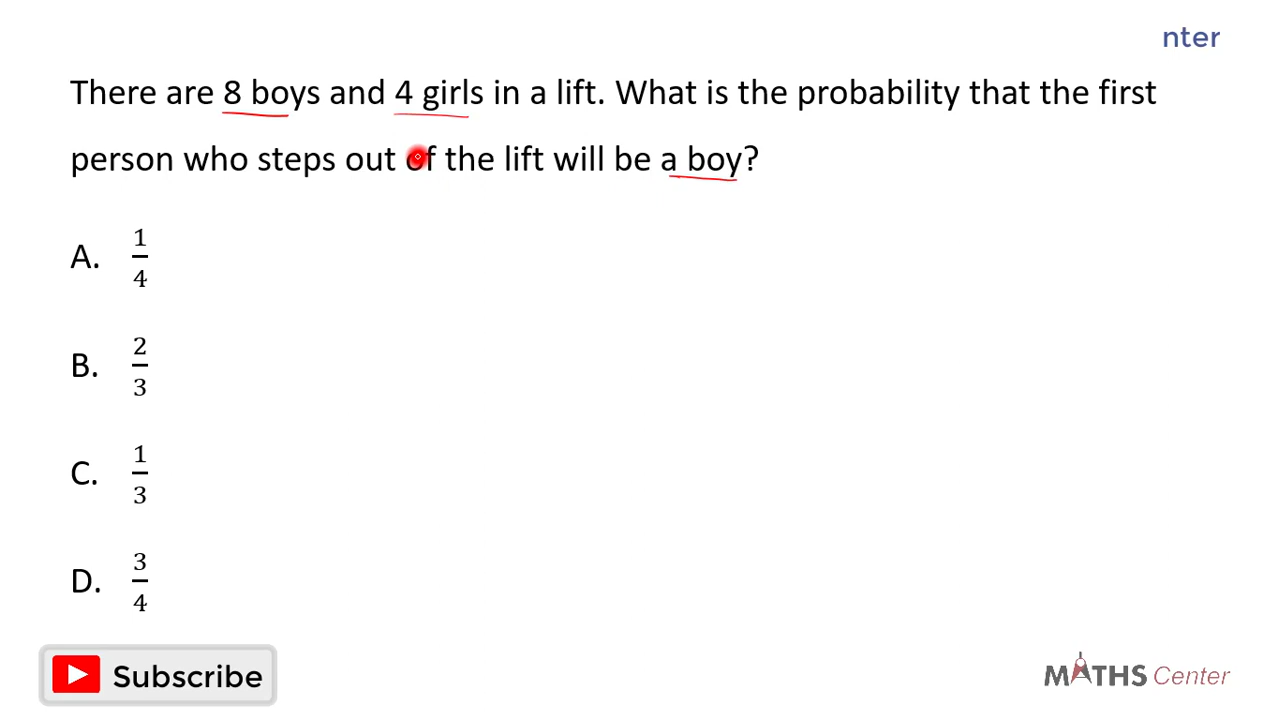 nter
There are 8 boys and 4 girls in a lift. What is the probability that the first
person who steps out of the lift will be a boy?
A. 1/4
B. 2/3
C. 1/3
D. 3/4
Subscribe
MATHS Center